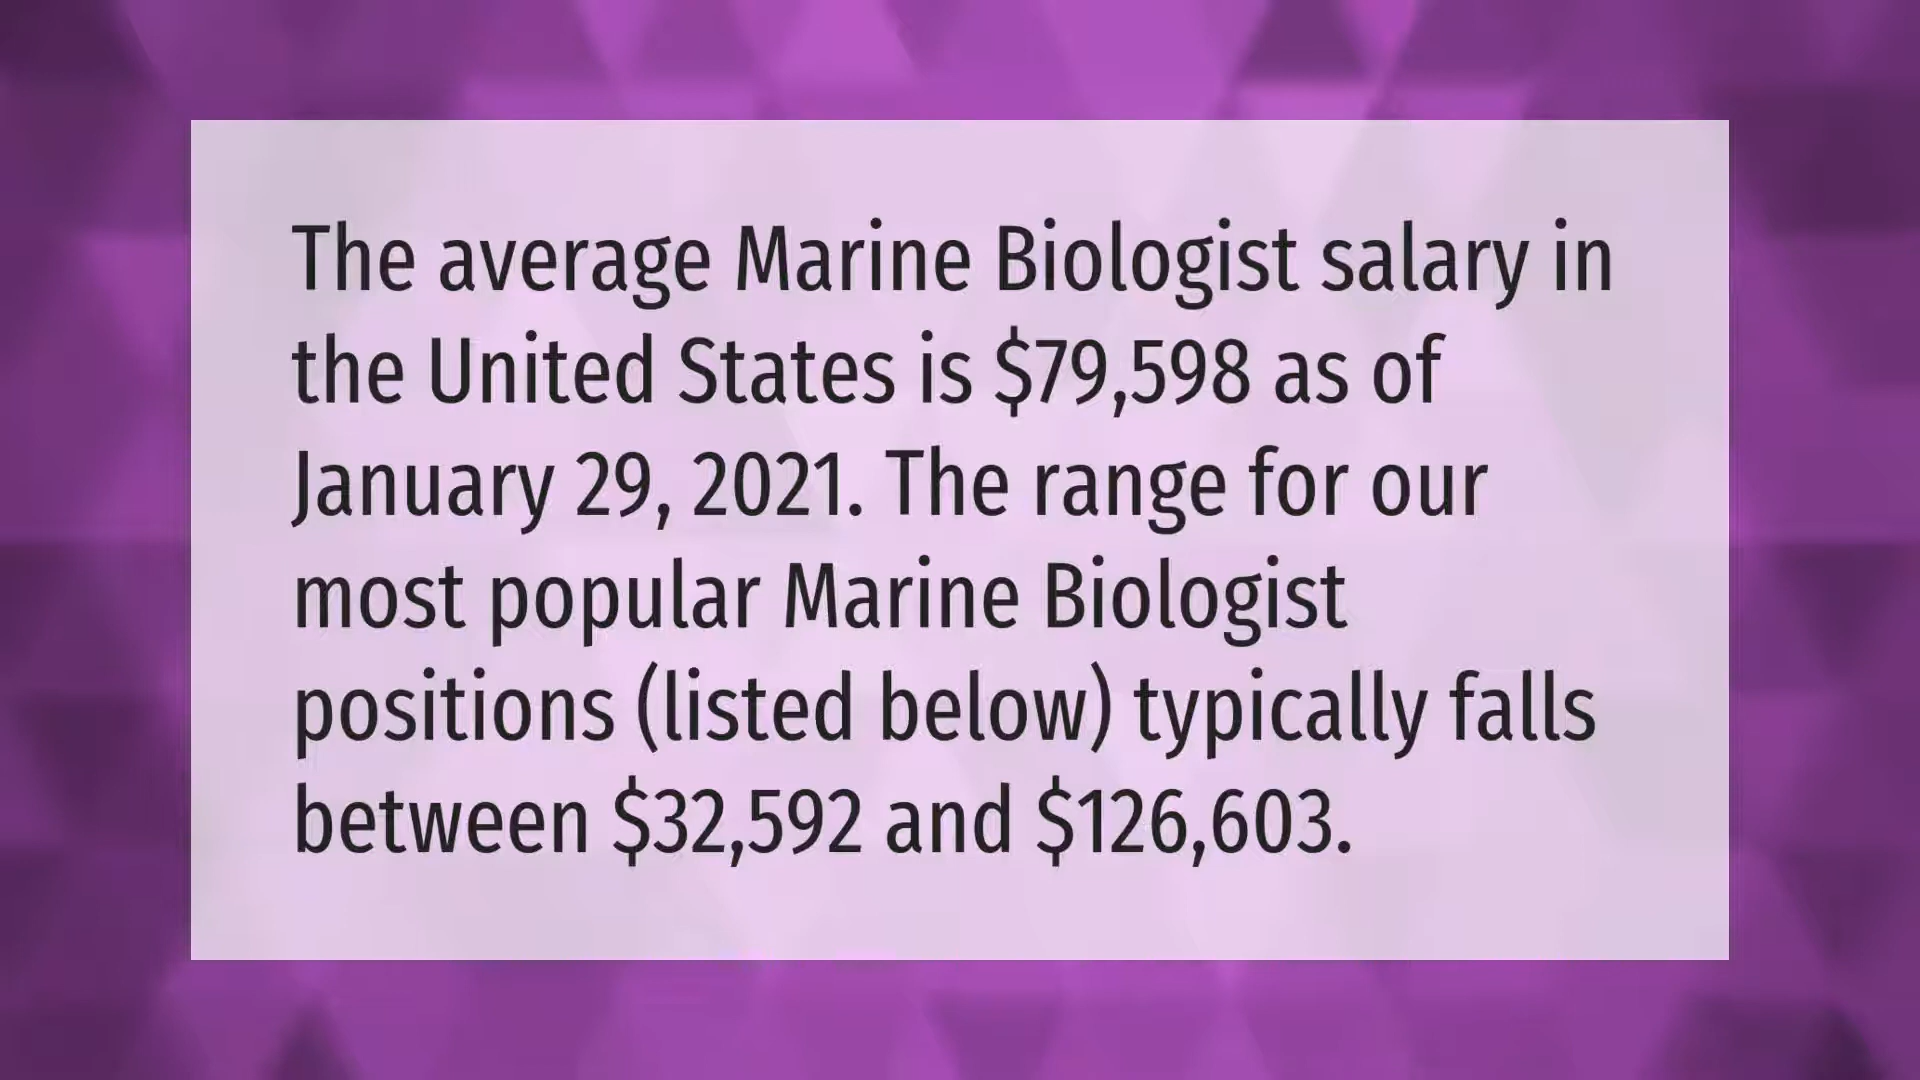 The average Marine Biologist salary in
the United States is $79,598 as of
January 29, 2021. The range for our
most popular Marine Biologist
positions (listed below) typically falls
between $32,592 and $126,603.